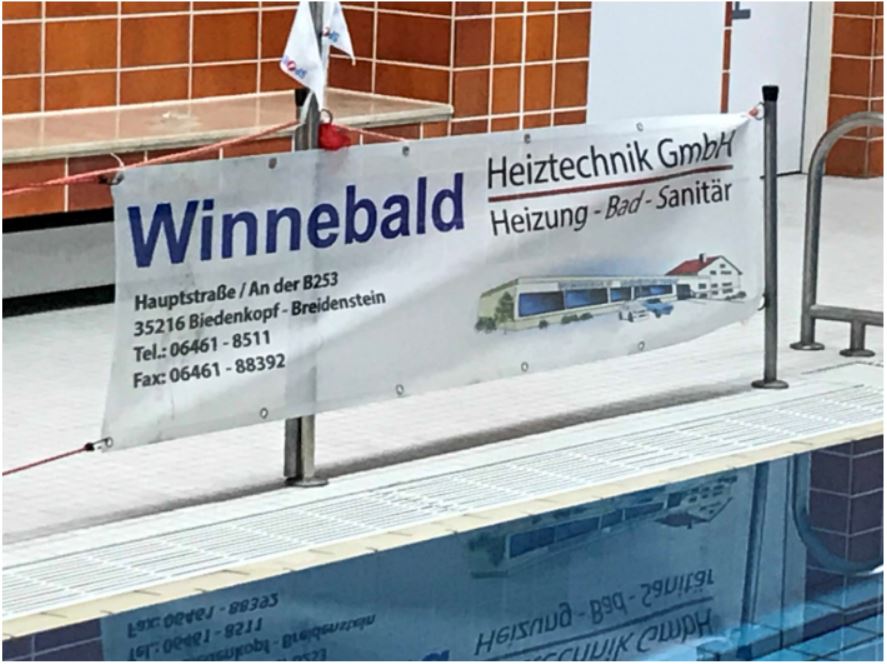 Winnebald
Heiztechnik GmbH
Heizung - Bad - Sanitär
Hauptstraße / An der B253
35216 Biedenkopf - Breidenstein
Tel.: 06461 - 8511
Fax: 06461 - 88392